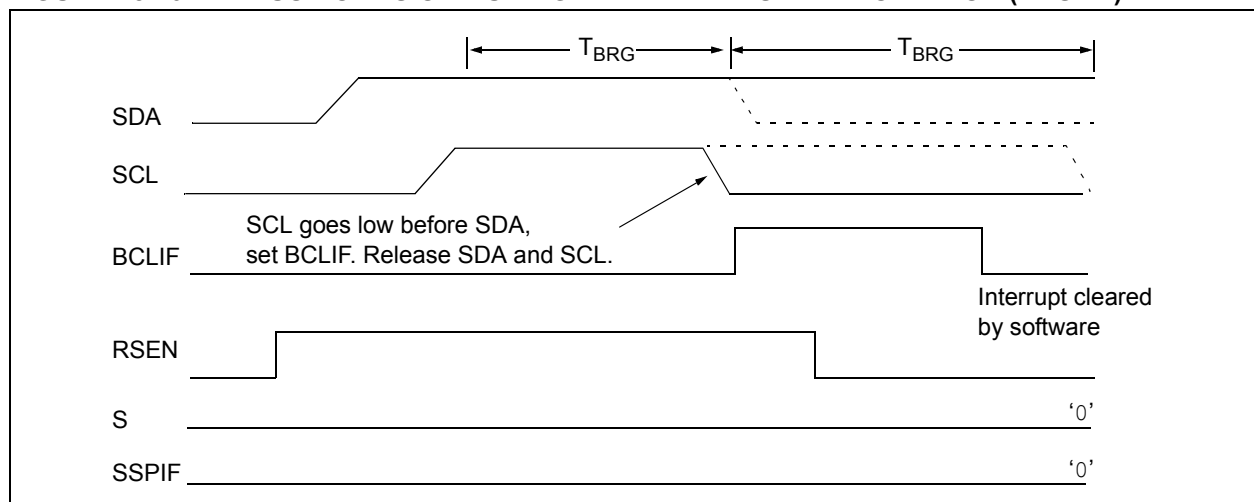 TBRG TBRG
SDA
SCL
SCL goes low before SDA,
set BCLIF. Release SDA and SCL.
BCLIF
Interrupt cleared
by software
RSEN
S '0'
SSPIF '0'